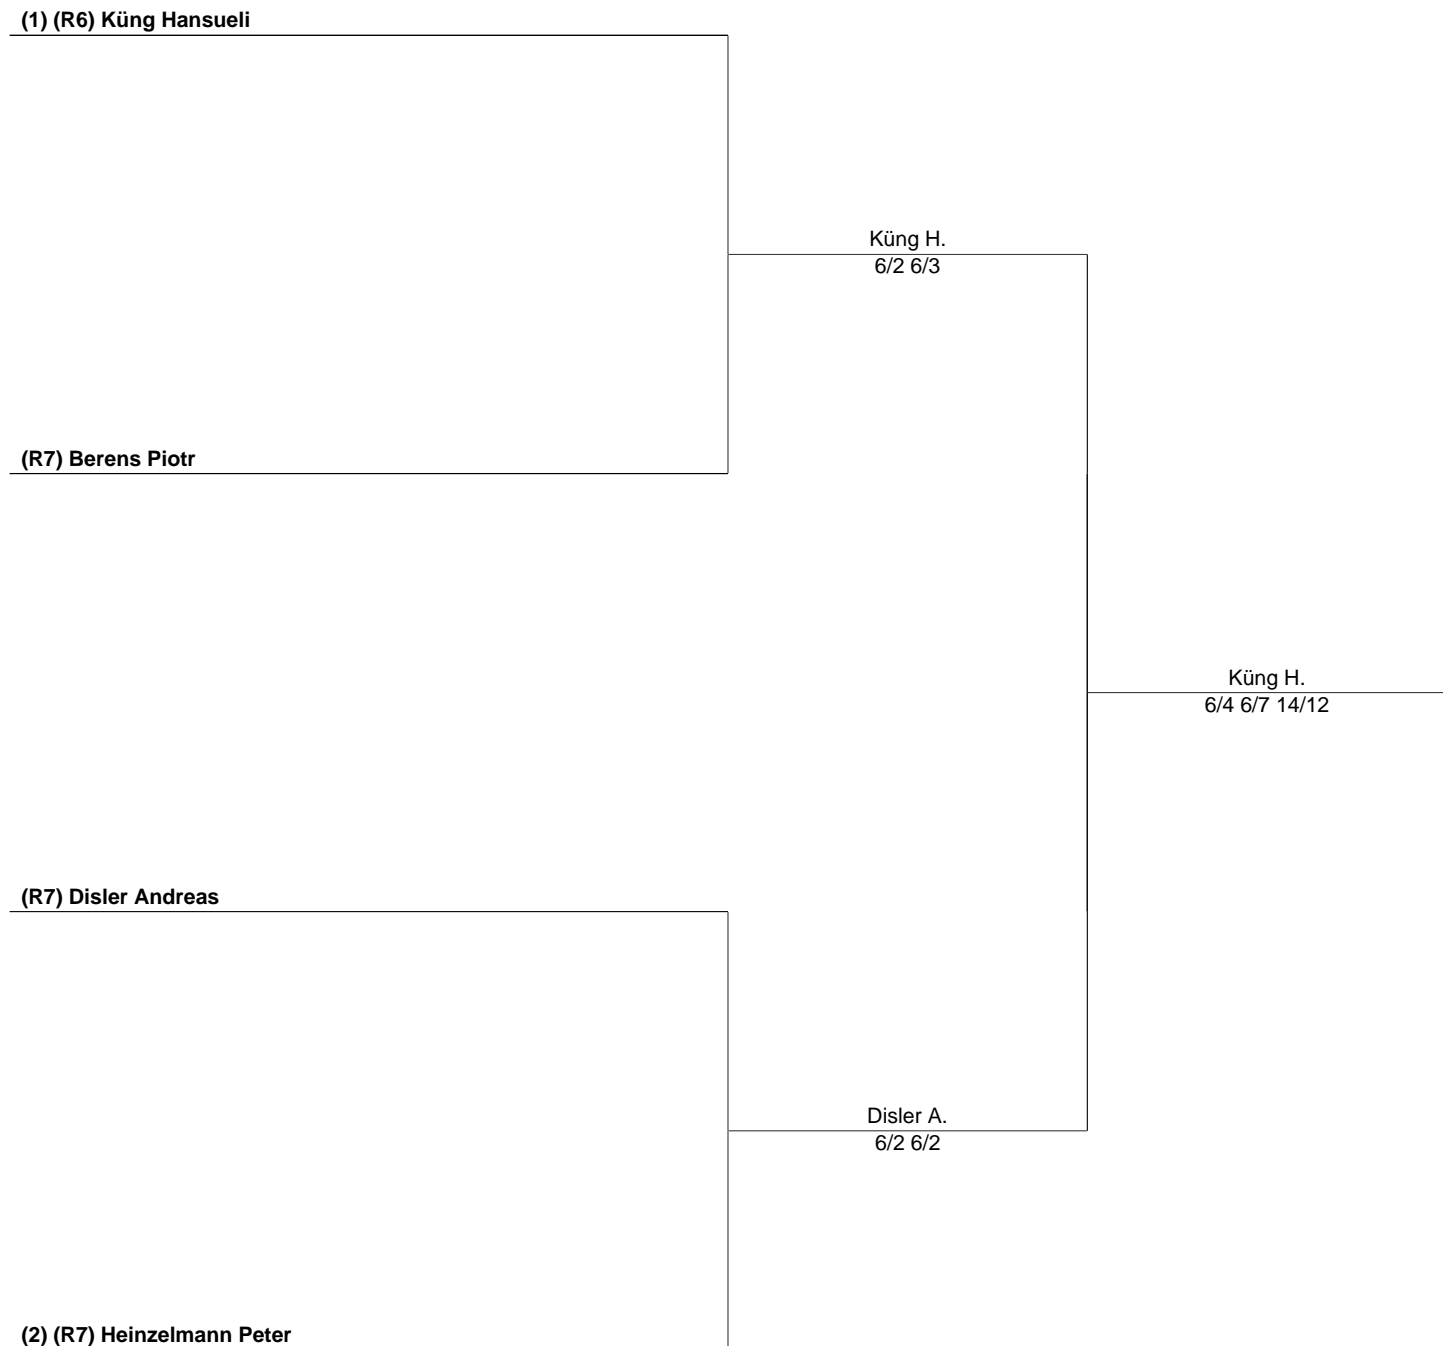 (1) (R6) Küng Hansueli
Küng H.
6/2 6/3
(R7) Berens Piotr
Küng H.
6/4 6/7 14/12
(R7) Disler Andreas
Disler A.
6/2 6/2
(2) (R7) Heinzelmann Peter